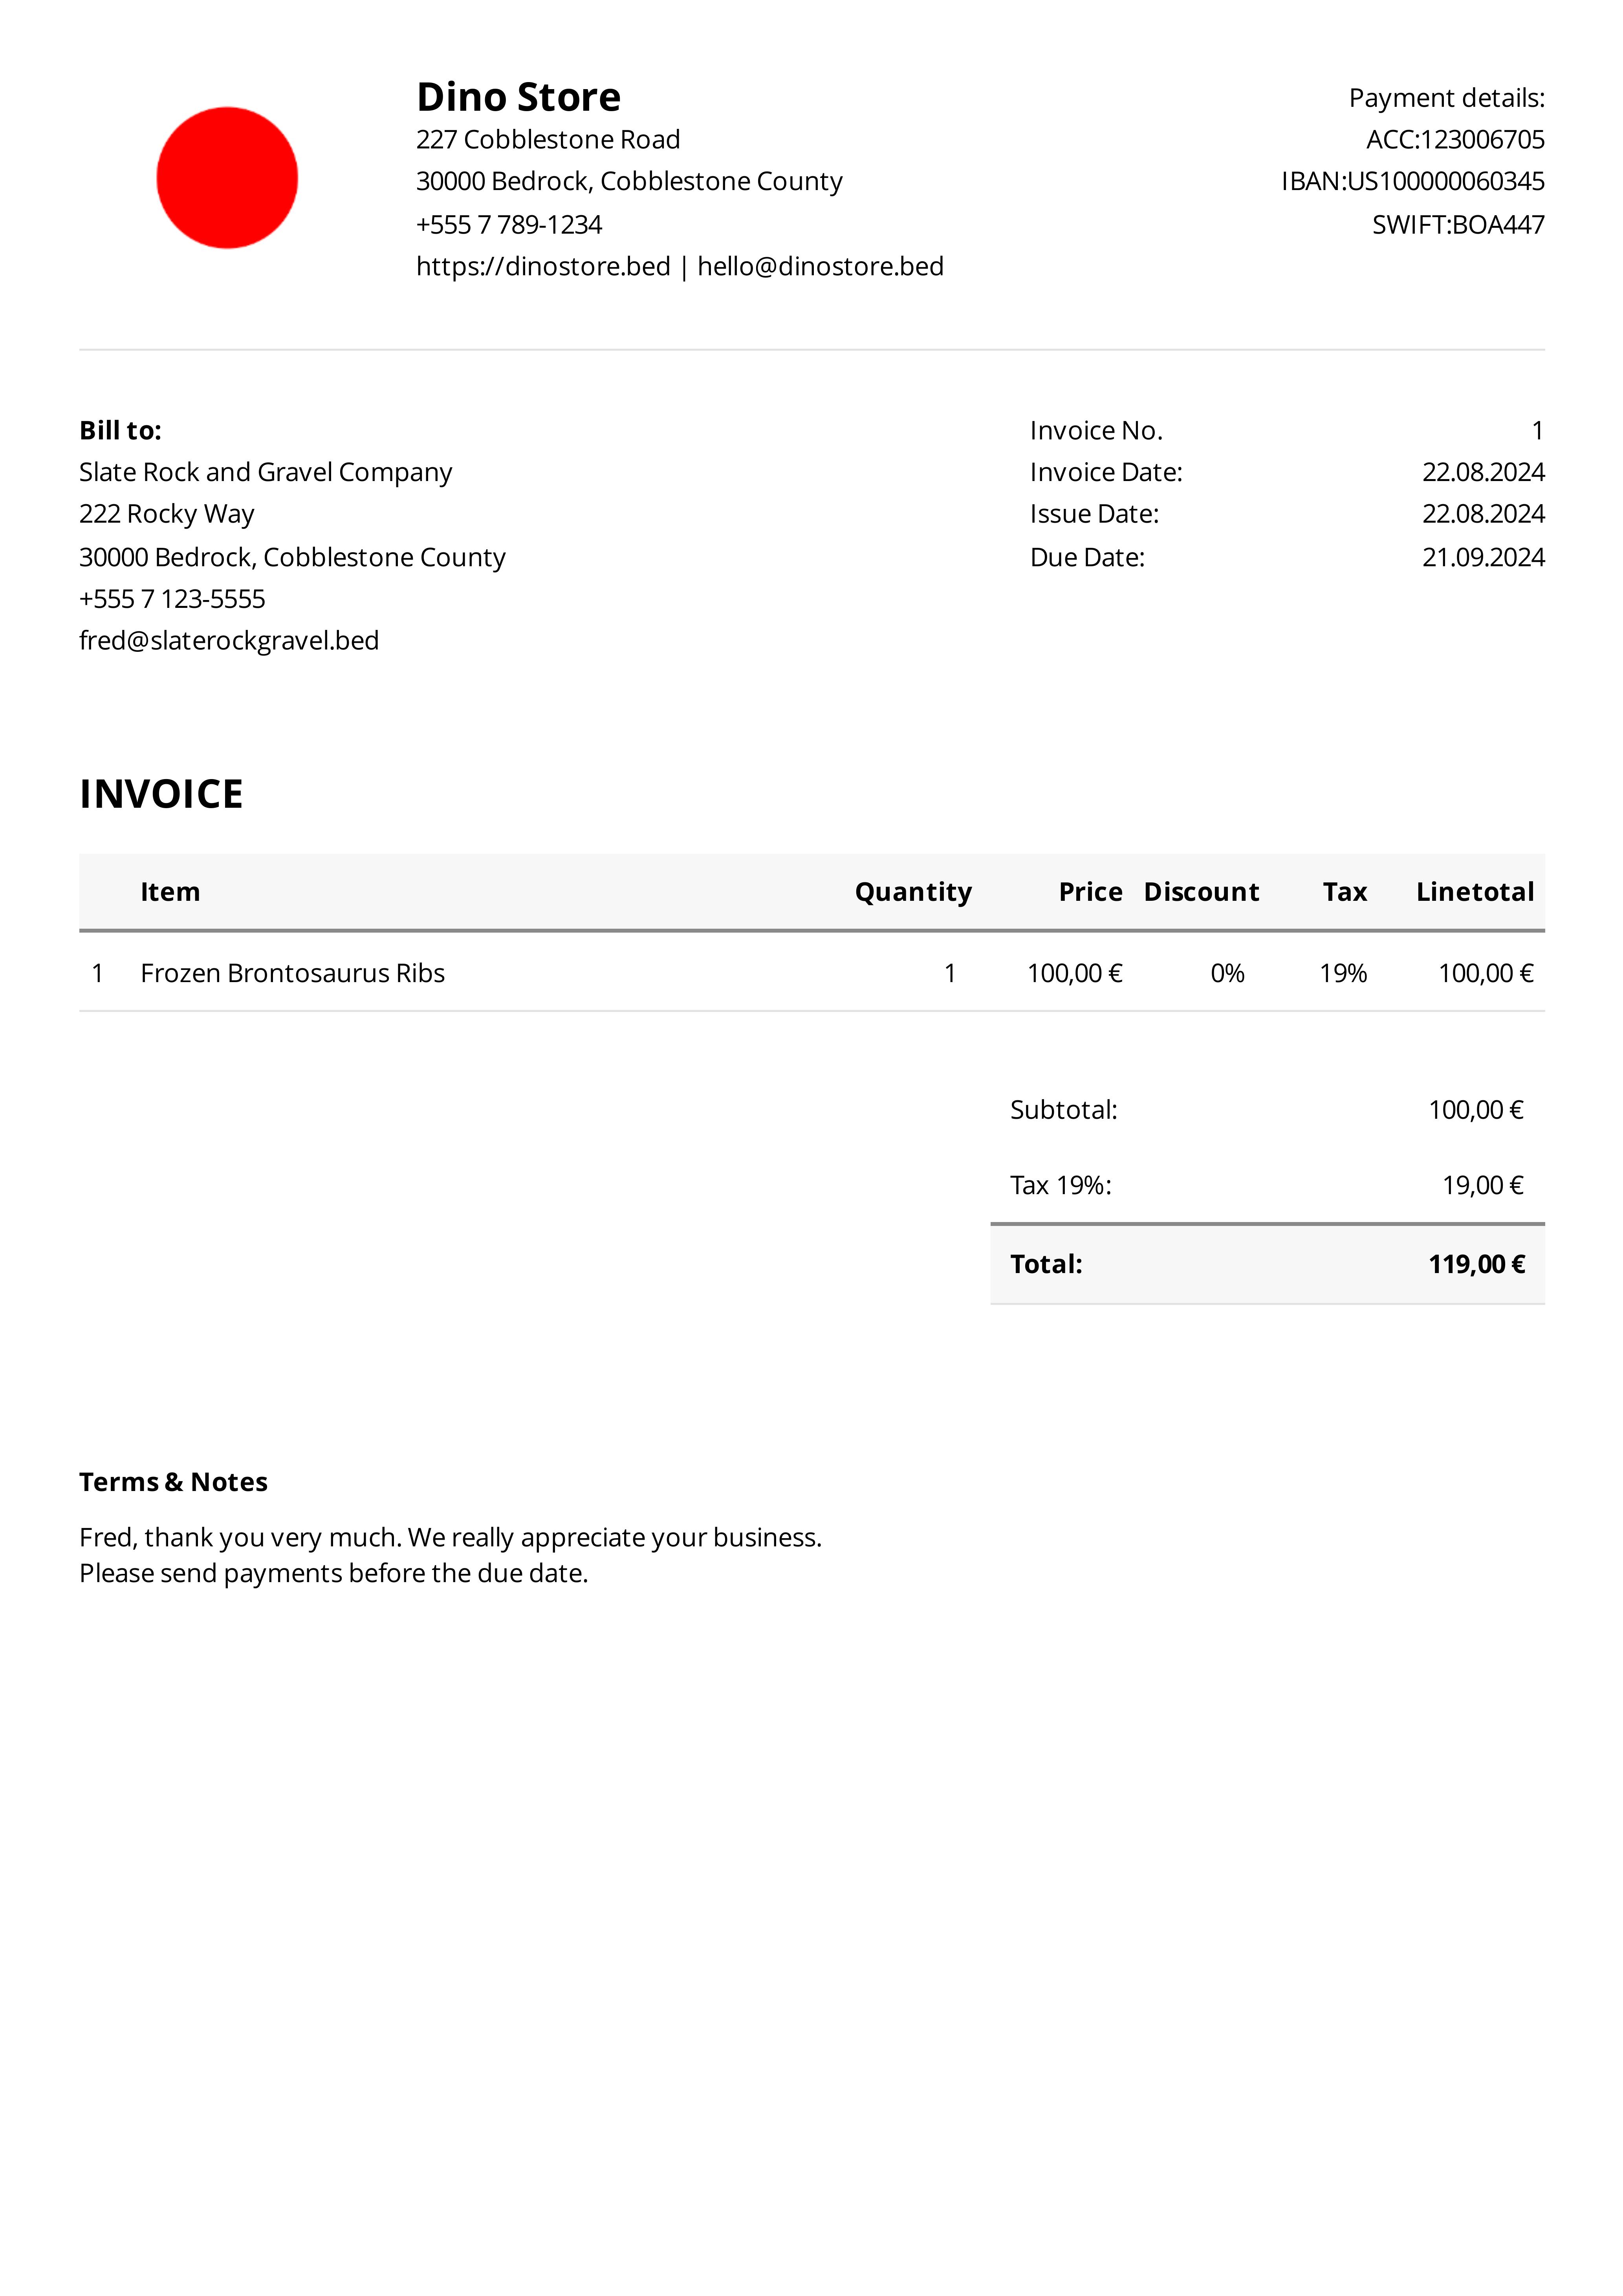 Dino Store
227 Cobblestone Road
30000 Bedrock, Cobblestone County
+555 7 789-1234
https://dinostore.bed | hello@dinostore.bed
Payment details:
ACC:123006705
IBAN:US100000060345
SWIFT:BOA447
Bill to:
Slate Rock and Gravel Company
222 Rocky Way
30000 Bedrock, Cobblestone County
+555 7 123-5555
fred@slaterockgravel.bed
Invoice No. 1
Invoice Date: 22.08.2024
Issue Date: 22.08.2024
Due Date: 21.09.2024
INVOICE
Item Quantity Price Discount Tax Linetotal
1 Frozen Brontosaurus Ribs 1 100,00 € 0% 19% 100,00 €
Subtotal: 100,00 €
Tax 19%: 19,00 €
Total: 119,00 €
Terms & Notes
Fred, thank you very much. We really appreciate your business.
Please send payments before the due date.